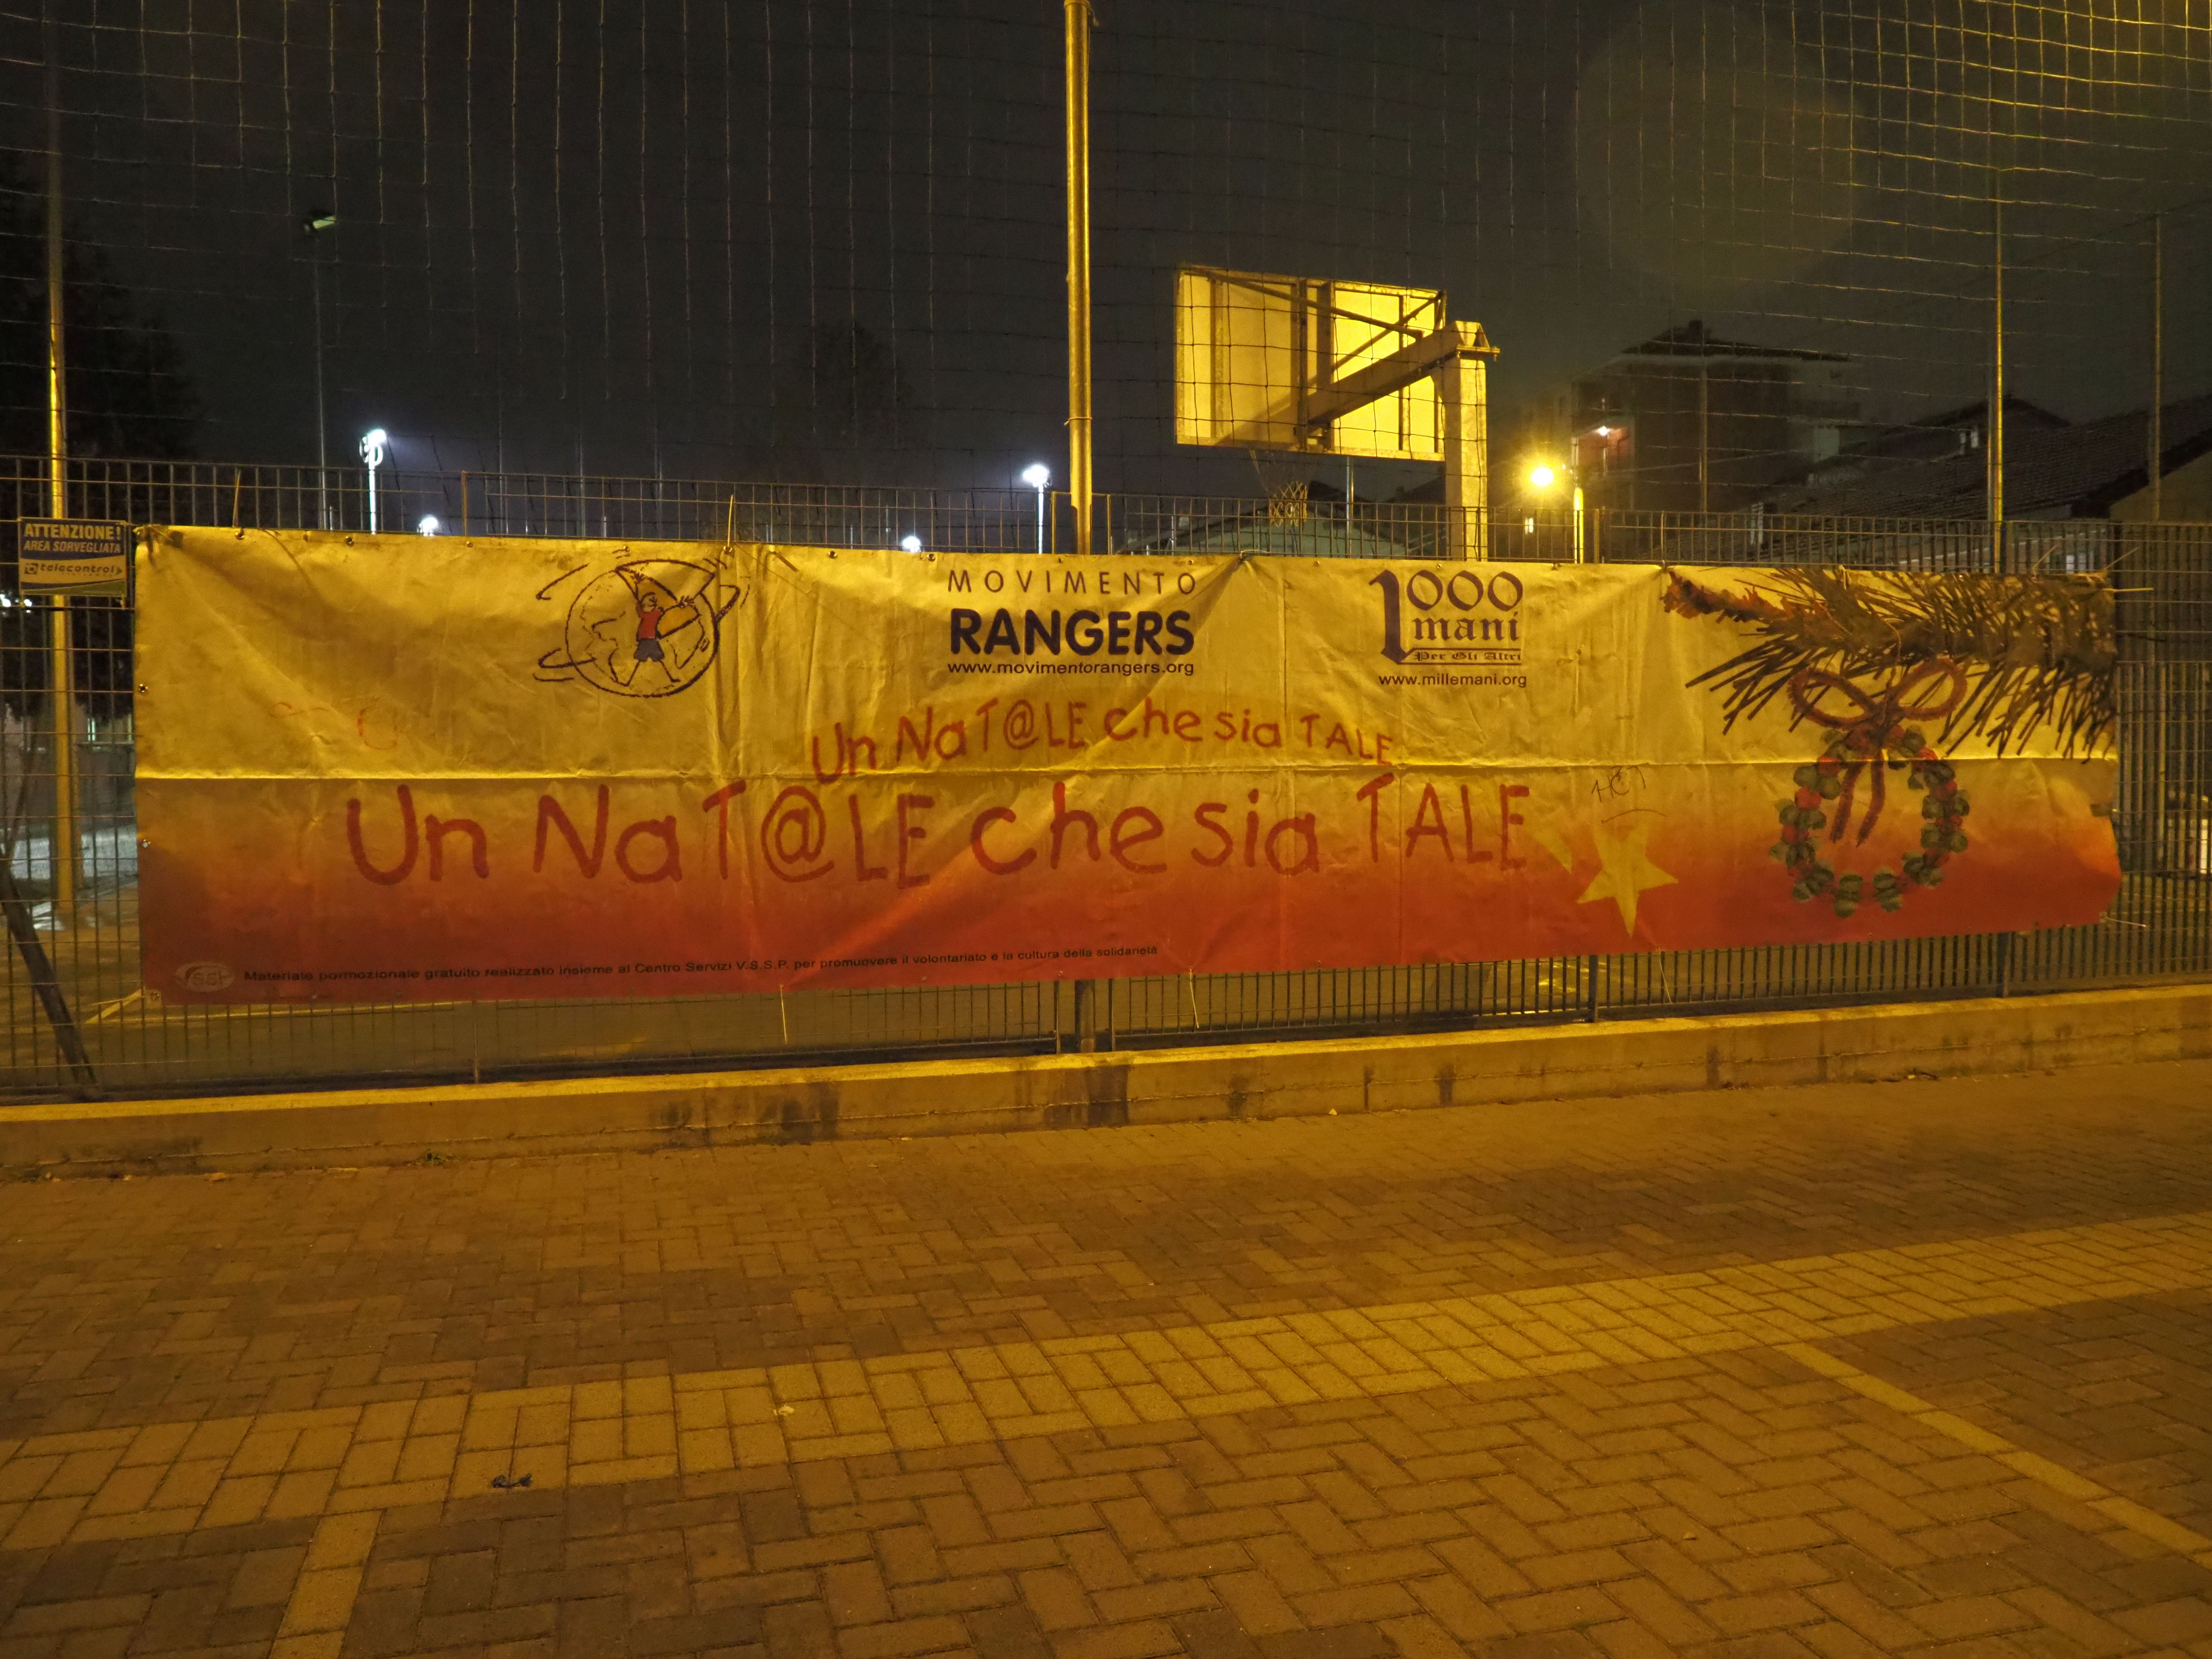 ATTENZIONE!
AREA SORVEGLIATA
telecontrol
MOVIMENTO
RANGERS
www.movimentorangers.org
1000
mani
Per Gli Altri
www.millemani.org
Un NaT@LE che sia TALE
Un NaT@LE che sia TALE
Materiale pormozionale gratuito realizzato insieme al Centro Servizi V.S.S.P. per promuovere il volontariato e la cultura della solidarietà